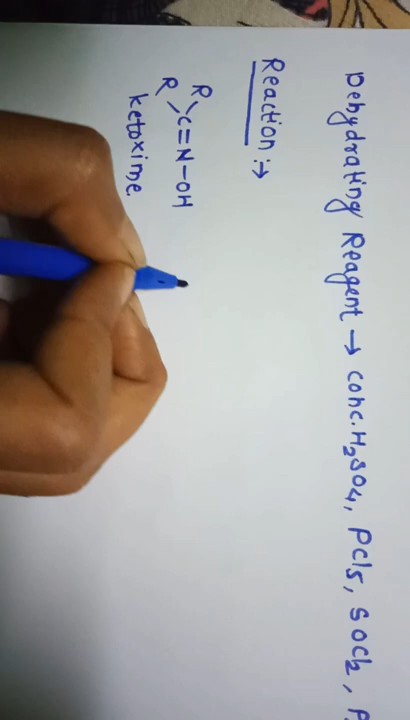 Dehydrating Reagent → conc. H₂SO₄, PCl₅, SOCl₂, P
Reaction :→
R
C=N-OH
R
ketoxime